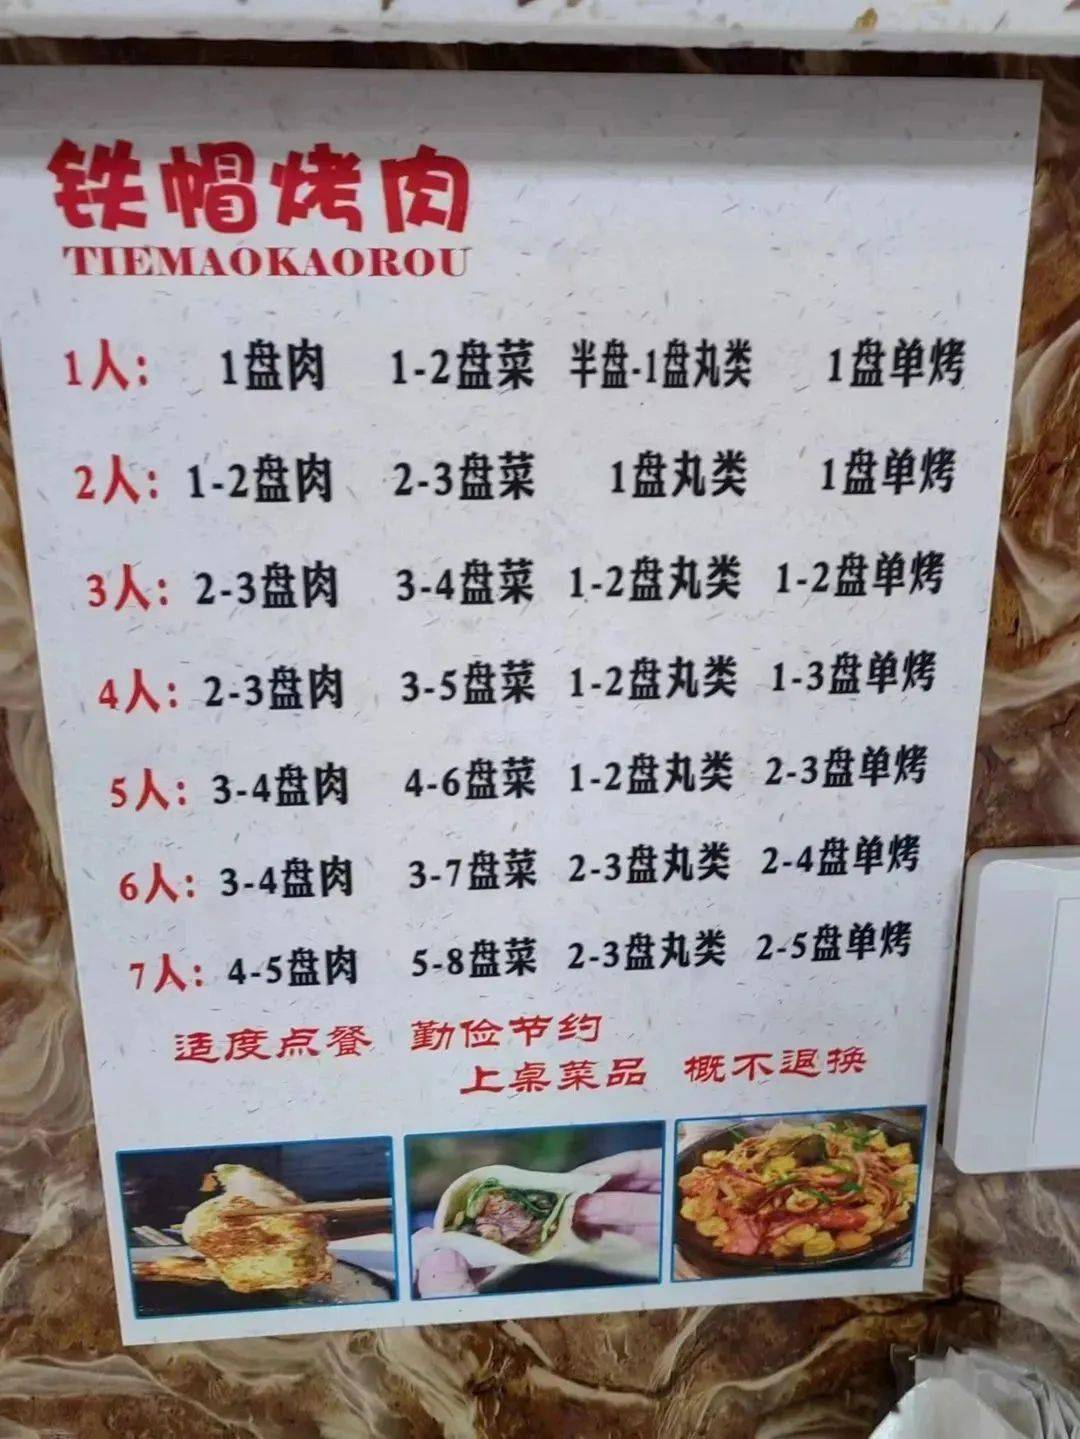 铁帽烤肉
TIEMAOKAOROU
1人： 1盘肉 1-2盘菜 半盘-1盘丸类 1盘单烤
2人：1-2盘肉 2-3盘菜 1盘丸类 1盘单烤
3人：2-3盘肉 3-4盘菜 1-2盘丸类 1-2盘单烤
4人：2-3盘肉 3-5盘菜 1-2盘丸类 1-3盘单烤
5人：3-4盘肉 4-6盘菜 1-2盘丸类 2-3盘单烤
6人：3-4盘肉 3-7盘菜 2-3盘丸类 2-4盘单烤
7人：4-5盘肉 5-8盘菜 2-3盘丸类 2-5盘单烤
适度点餐 勤俭节约
上桌菜品 概不退换